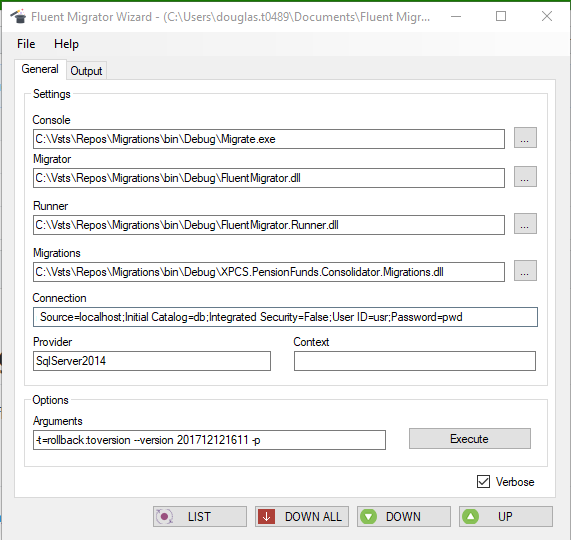 Fluent Migrator Wizard - (C:\Users\douglas.t0489\Documents\Fluent Migr...
File Help
General Output
Settings
Console
C:\Vsts\Repos\Migrations\bin\Debug\Migrate.exe ...
Migrator
C:\Vsts\Repos\Migrations\bin\Debug\FluentMigrator.dll ...
Runner
C:\Vsts\Repos\Migrations\bin\Debug\FluentMigrator.Runner.dll ...
Migrations
C:\Vsts\Repos\Migrations\bin\Debug\XPCS.PensionFunds.Consolidator.Migrations.dll ...
Connection
Source=localhost;Initial Catalog=db;Integrated Security=False;User ID=usr;Password=pwd
Provider Context
SqlServer2014
Options
Arguments
-t=rollback:toversion --version 201712121611 -p Execute
Verbose
LIST DOWN ALL DOWN UP